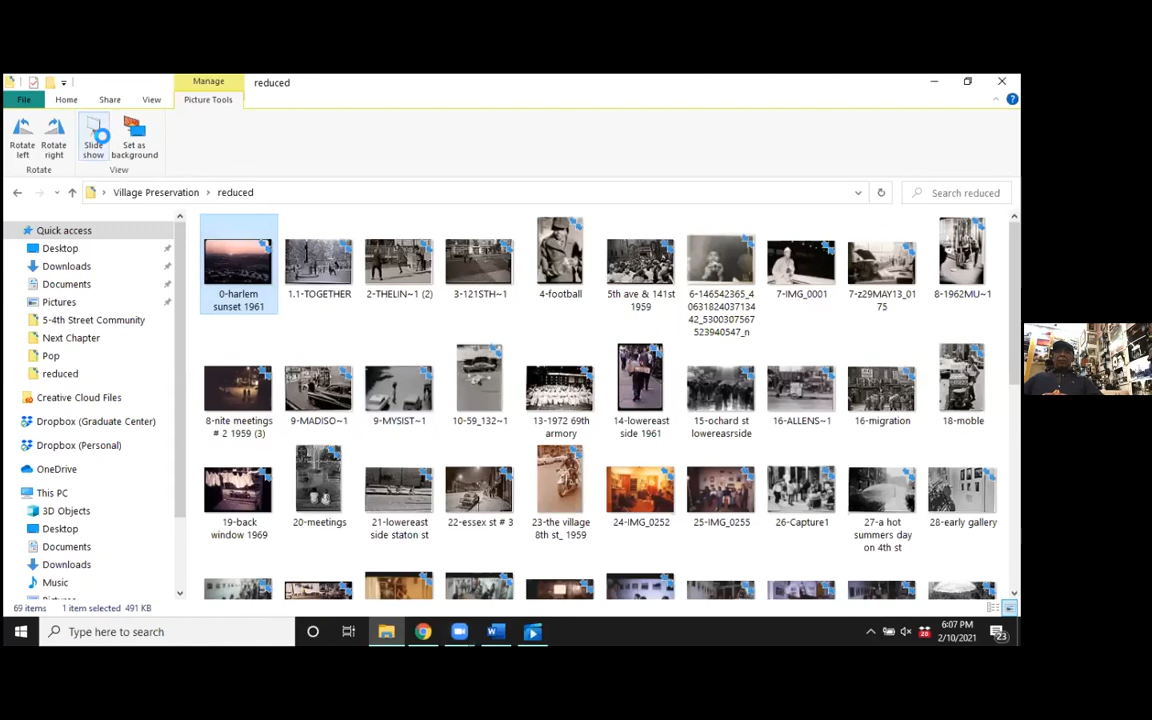 Manage
reduced
File
Home
Share
View
Picture Tools
Rotate left
Rotate right
Slide show
Set as background
Rotate
View
Village Preservation > reduced
Search reduced
Quick access
Desktop
Downloads
Documents
Pictures
5-4th Street Community
Next Chapter
Pop
reduced
Creative Cloud Files
Dropbox (Graduate Center)
Dropbox (Personal)
OneDrive
This PC
3D Objects
Desktop
Documents
Downloads
Music
0-harlem sunset 1961
1.1-TOGETHER
2-THELIN~1 (2)
3-121STH~1
4-football
5th ave & 141st 1959
6-146542365_4
0631824037134
42_5300307567
523940547_n
7-IMG_0001
7-z29MAY13_01
75
8-1962MU~1
8-nite meetings # 2 1959 (3)
9-MADISO~1
9-MYSIST~1
10-59_132~1
13-1972 69th armory
14-lowereast side 1961
15-ochard st lowereasrside
16-ALLENS~1
16-migration
18-moble
19-back window 1969
20-meetings
21-lowereast side staton st
22-essex st # 3
23-the village 8th st_ 1959
24-IMG_0252
25-IMG_0255
26-Capture1
27-a hot summers day on 4th st
28-early gallery
69 items
1 item selected 491 KB
Type here to search
6:07 PM
2/10/2021
23